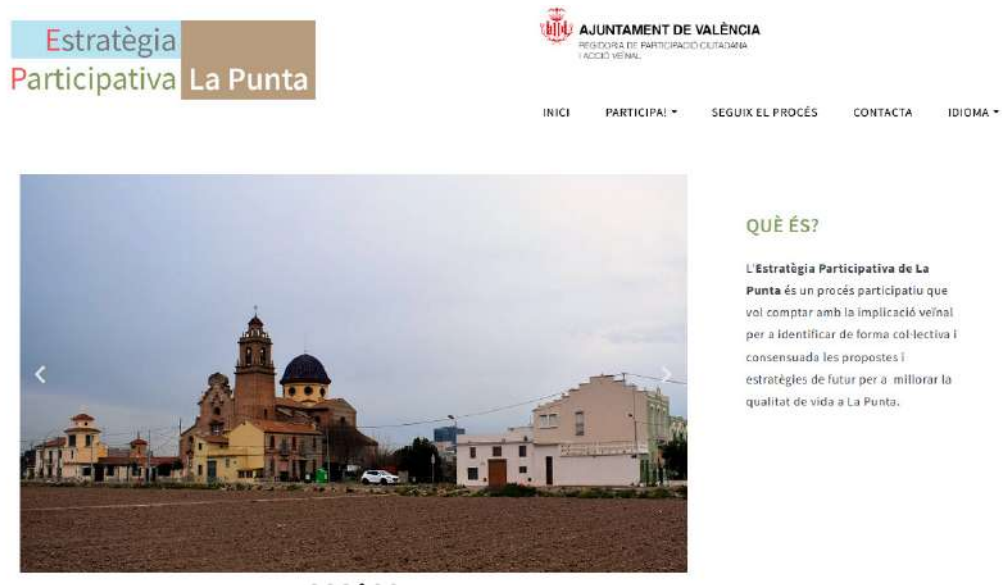 Estratègia
Participativa La Punta
AJUNTAMENT DE VALÈNCIA
REGIDORIA DE PARTICIPACIÓ CIUTADANA
I ACCIÓ VEÏNAL
INICI PARTICIPA! SEGUIX EL PROCÉS CONTACTA IDIOMA
QUÈ ÉS?
L'Estratègia Participativa de La
Punta és un procés participatiu que
vol comptar amb la implicació veïnal
per a identificar de forma col·lectiva i
consensuada les propostes i
estratègies de futur per a millorar la
qualitat de vida a La Punta.